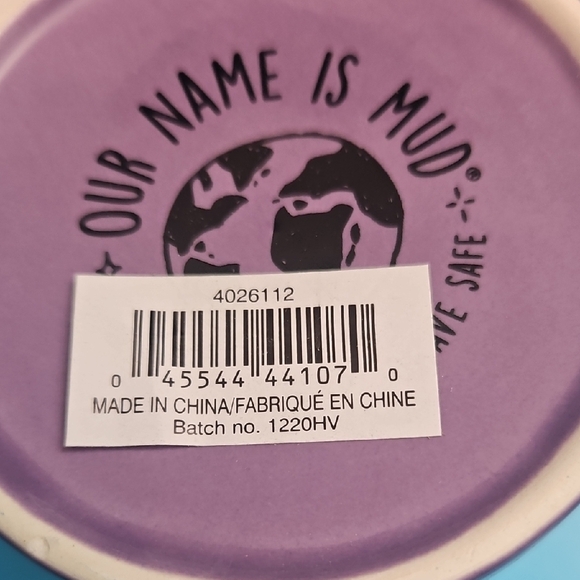 OUR NAME IS MUD®
AVE SAFE
4026112
0 45544 44107 0
MADE IN CHINA/FABRIQUÉ EN CHINE
Batch no. 1220HV